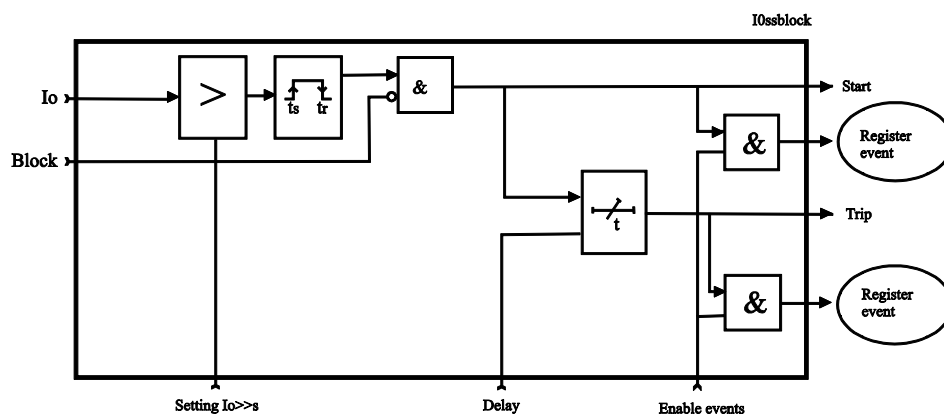 I0ssblock
Io
>
ts tr
&
Start
Block
&
Register
event
t
Trip
&
Register
event
Setting Io>>s
Delay
Enable events